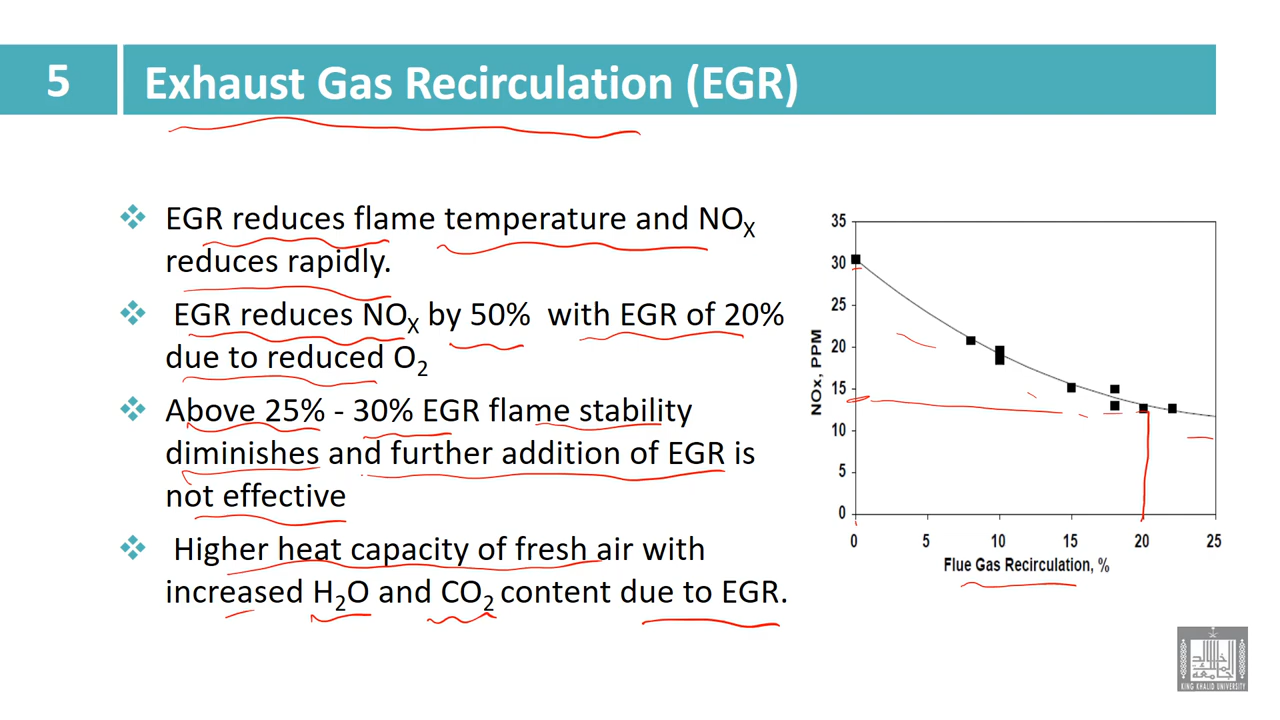 5
Exhaust Gas Recirculation (EGR)
EGR reduces flame temperature and NOX
reduces rapidly.
EGR reduces NOX by 50% with EGR of 20%
due to reduced O2
Above 25% - 30% EGR flame stability
diminishes and further addition of EGR is
not effective
Higher heat capacity of fresh air with
increased H2O and CO2 content due to EGR.
NOx, PPM
35
30
25
20
15
10
5
0
0 5 10 15 20 25
Flue Gas Recirculation, %
KING KHALID UNIVERSITY